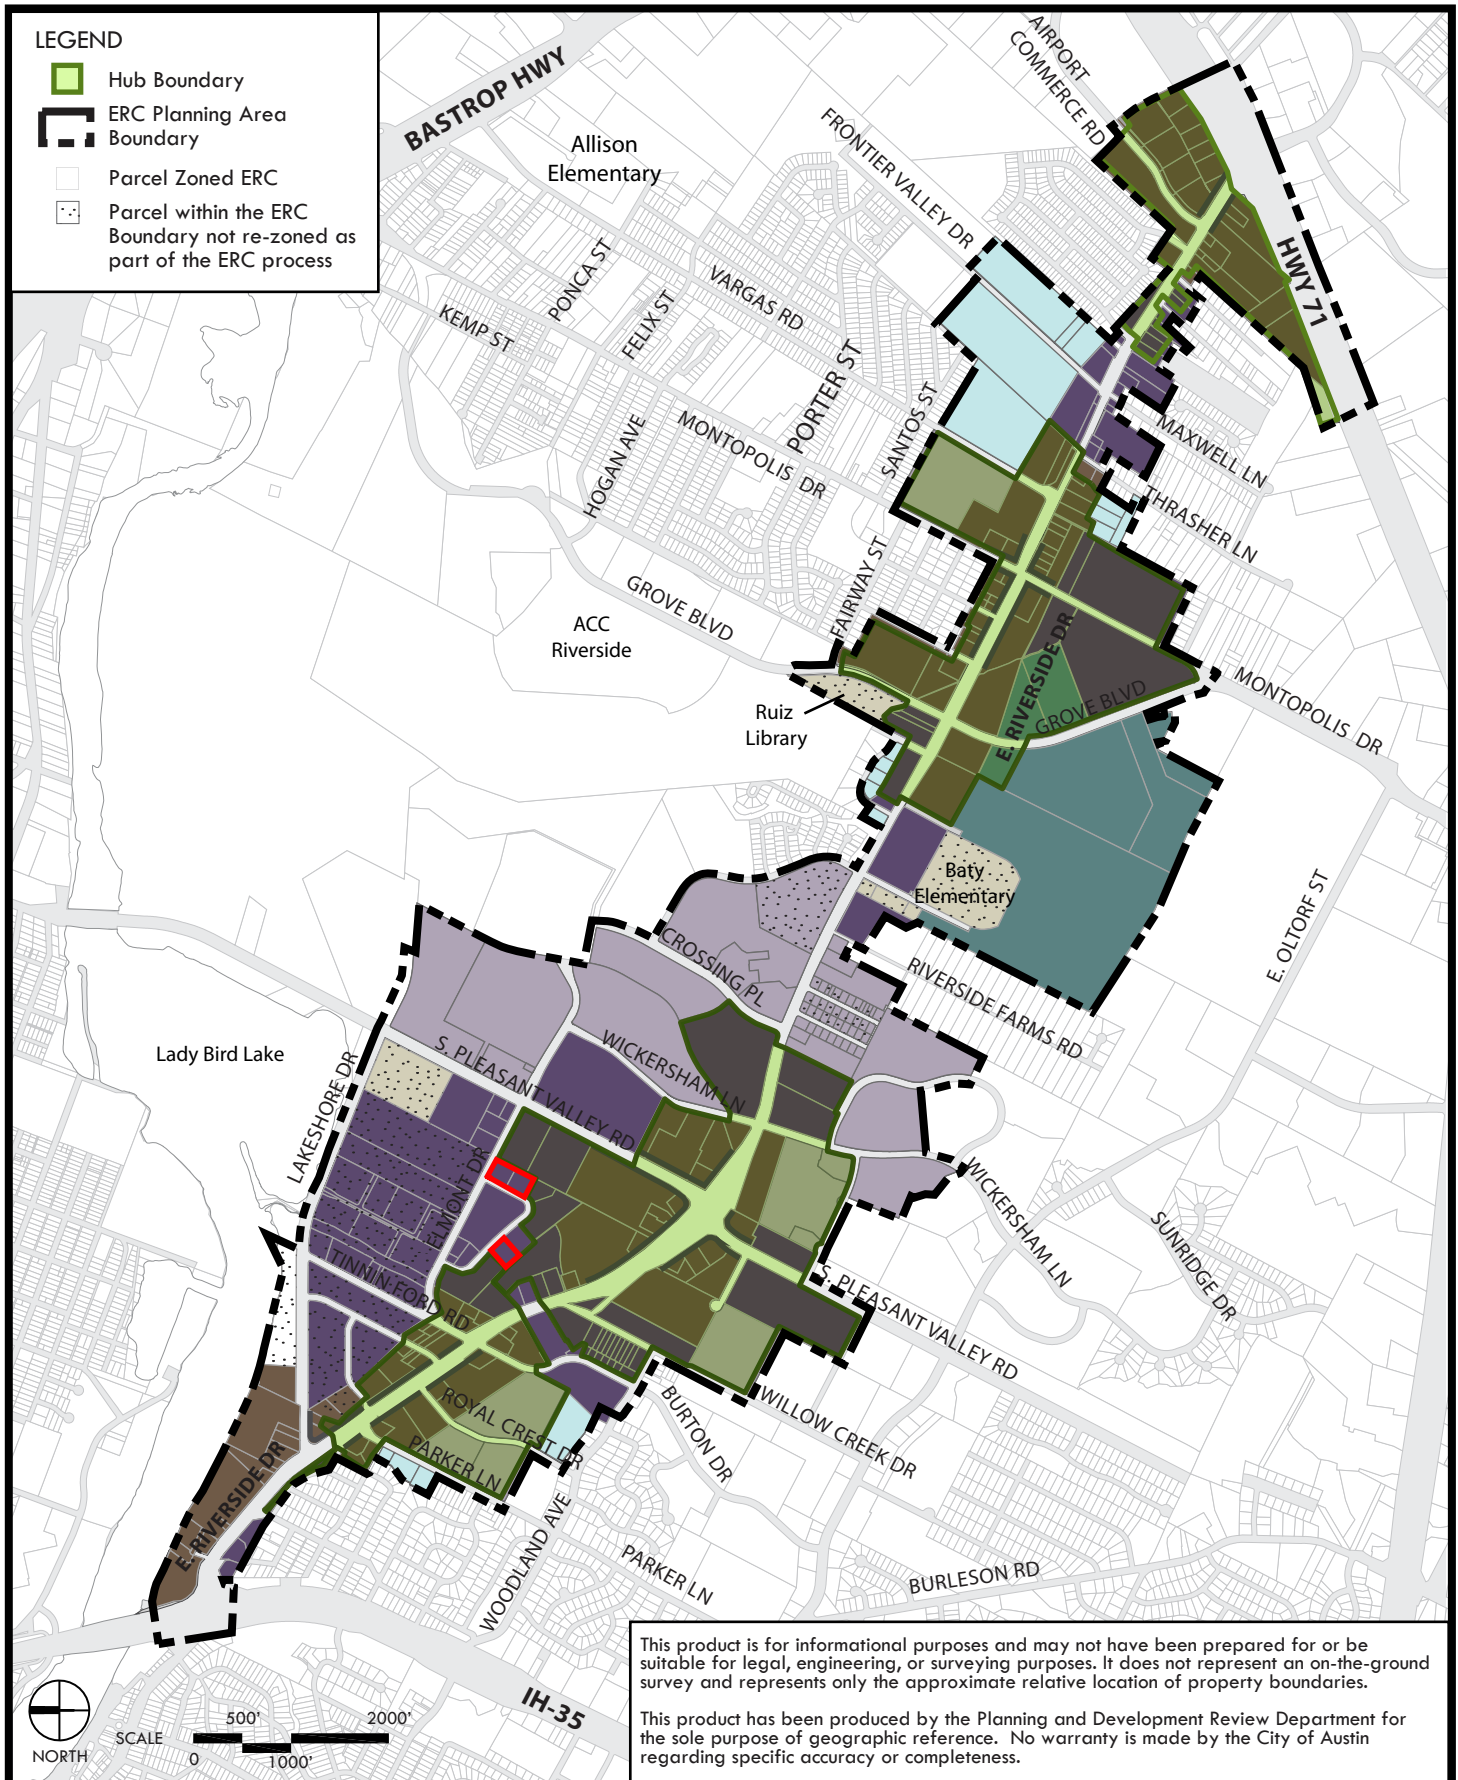 LEGEND
Hub Boundary
ERC Planning Area
Boundary
Parcel Zoned ERC
Parcel within the ERC
Boundary not re-zoned as
part of the ERC process
BASTROP HWY
AIRPORT
COMMERCE RD
Allison
Elementary
FRONTIER VALLEY DR
HWY 71
PONCA ST
VARGAS RD
KEMP ST
FELIX ST
PORTER ST
SANTOS ST
MONTOPOLIS DR
HOGAN AVE
MAXWELL LN
THRASHER LN
FAIRWAY ST
GROVE BLVD
ACC
Riverside
E. RIVERSIDE DR
GROVE BLVD
MONTOPOLIS DR
Ruiz
Library
Baty
Elementary
E. OLTORF ST
CROSSING PL
RIVERSIDE FARMS RD
Lady Bird Lake
LAKESHORE DR
S. PLEASANT VALLEY RD
WICKERSHAM LN
ELMONT DR
WICKERSHAM LN
SUNRIDGE DR
TINNIN FORD RD
S. PLEASANT VALLEY RD
ROYAL CREST DR
BURTON DR
WILLOW CREEK DR
PARKER LN
E. RIVERSIDE DR
WOODLAND AVE
PARKER LN
BURLESON RD
IH-35
NORTH
SCALE
500'
2000'
0
1000'
This product is for informational purposes and may not have been prepared for or be
suitable for legal, engineering, or surveying purposes. It does not represent an on-the-ground
survey and represents only the approximate relative location of property boundaries.
This product has been produced by the Planning and Development Review Department for
the sole purpose of geographic reference.  No warranty is made by the City of Austin
regarding specific accuracy or completeness.